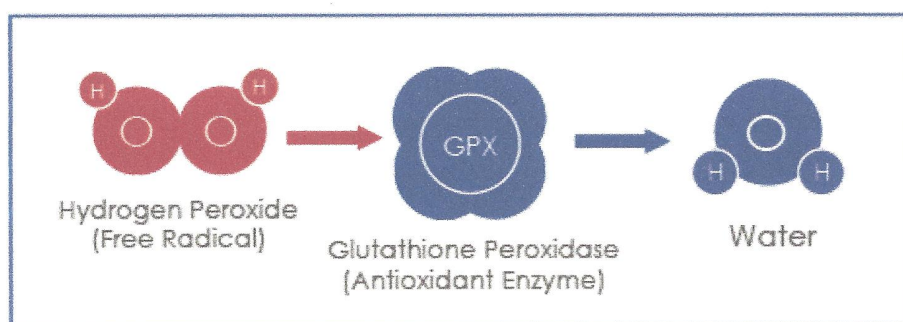 H H
O O
Hydrogen Peroxide
(Free Radical)
GPX
Glutathione Peroxidase
(Antioxidant Enzyme)
O
H H
Water